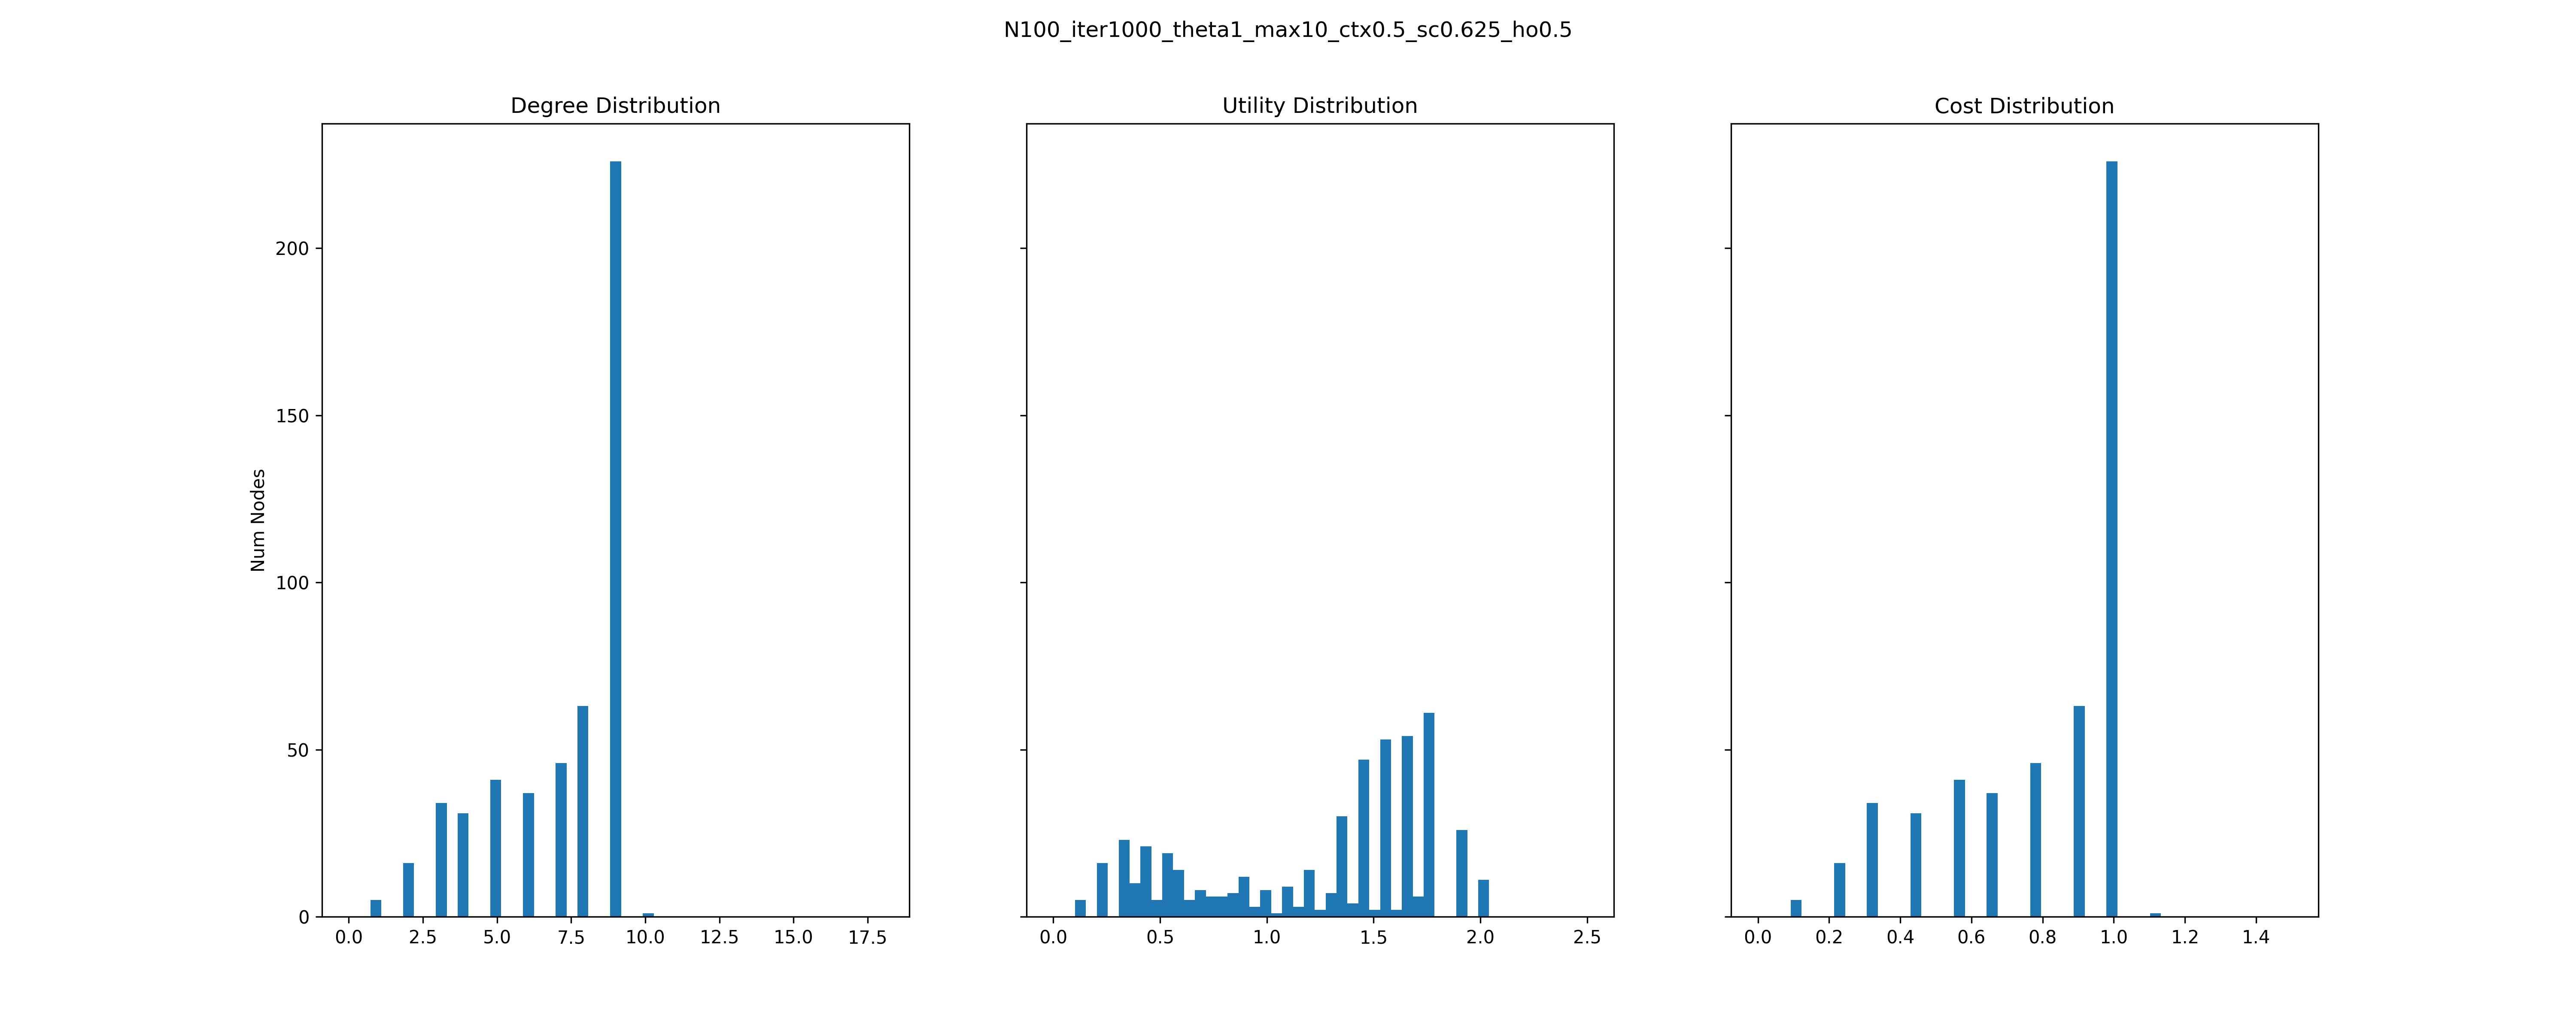 N100_iter1000_theta1_max10_ctx0.5_sc0.625_ho0.5
Degree Distribution
Num Nodes
0
50
100
150
200
0.0 2.5 5.0 7.5 10.0 12.5 15.0 17.5
Utility Distribution
0.0 0.5 1.0 1.5 2.0 2.5
Cost Distribution
0.0 0.2 0.4 0.6 0.8 1.0 1.2 1.4